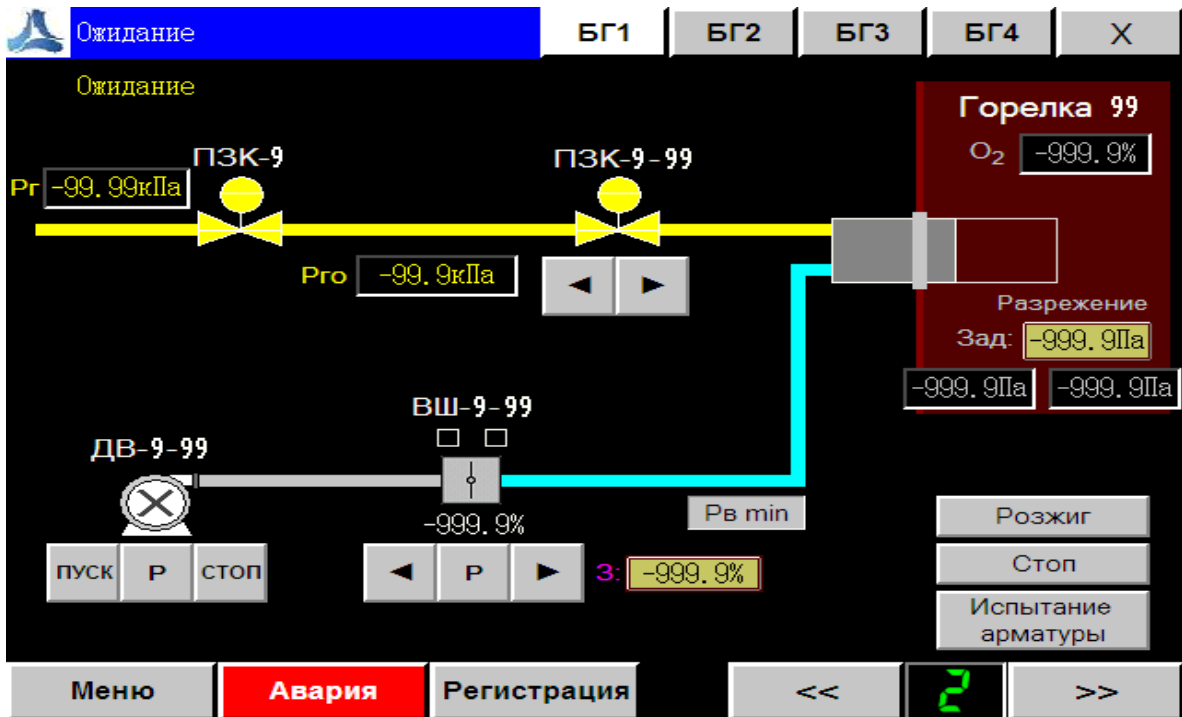 Ожидание
БГ1
БГ2
БГ3
БГ4
X
Ожидание
Горелка 99
O2 -999.9%
ПЗК-9
ПЗК-9-99
Рг -99.99кПа
Рго -99.9кПа
◄ ►
Разрежение
Зад: -999.9Па
-999.9Па -999.9Па
ВШ-9-99
ДВ-9-99
-999.9%
Рв min
ПУСК Р СТОП
◄ Р ►
З: -999.9%
Розжиг
Стоп
Испытание
арматуры
Меню
Авария
Регистрация
<<
2
>>